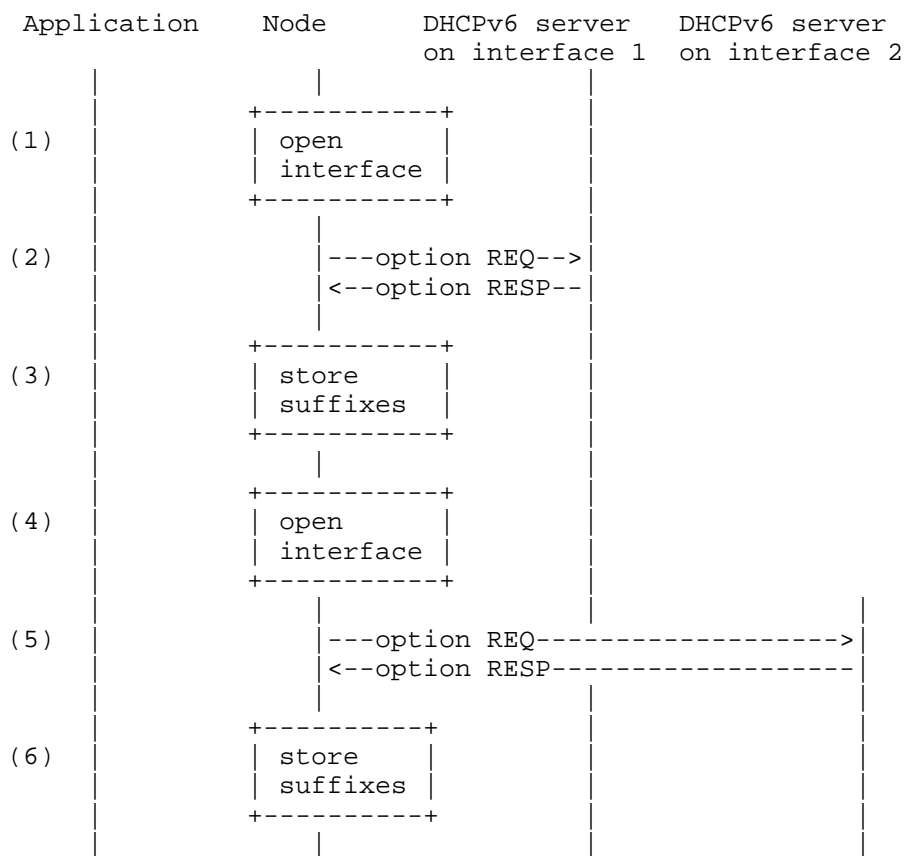 Application    Node      DHCPv6 server   DHCPv6 server
on interface 1  on interface 2
(1) open
interface
(2) ---option REQ-->
<--option RESP--
(3) store
suffixes
(4) open
interface
(5) ---option REQ------------------->
<--option RESP-------------------
(6) store
suffixes